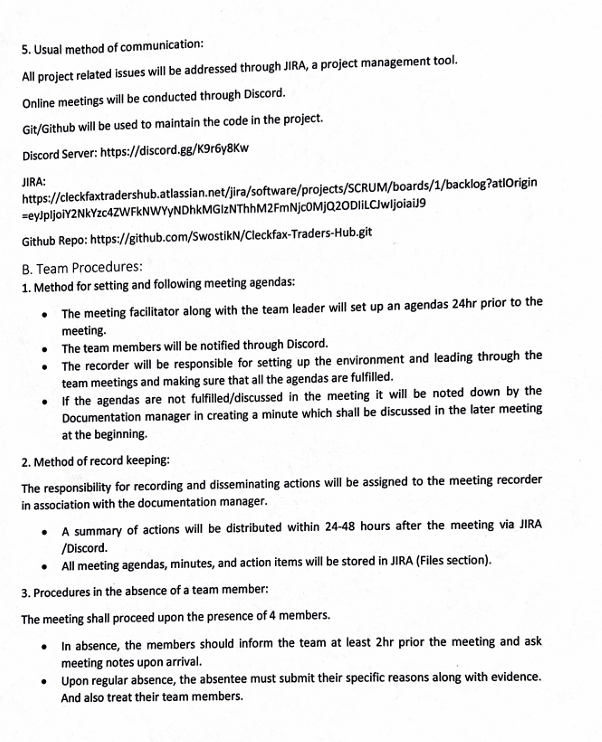 5. Usual method of communication:
All project related issues will be addressed through JIRA, a project management tool.
Online meetings will be conducted through Discord.
Git/Github will be used to maintain the code in the project.
Discord Server: https://discord.gg/K9r6y8Kw
JIRA:
https://cleckfaxtradershub.atlassian.net/jira/software/projects/SCRUM/boards/1/backlog?atlOrigin
=eyJpIjoiY2NkYzc4ZWFkNWYyNDhkMGIzNThhM2FmNjc0MjQ2ODIiLCJwIjoiaiJ9
Github Repo: https://github.com/SwostikN/Cleckfax-Traders-Hub.git
B. Team Procedures:
1. Method for setting and following meeting agendas:
• The meeting facilitator along with the team leader will set up an agendas 24hr prior to the
meeting.
• The team members will be notified through Discord.
• The recorder will be responsible for setting up the environment and leading through the
team meetings and making sure that all the agendas are fulfilled.
• If the agendas are not fulfilled/discussed in the meeting it will be noted down by the
Documentation manager in creating a minute which shall be discussed in the later meeting
at the beginning.
2. Method of record keeping:
The responsibility for recording and disseminating actions will be assigned to the meeting recorder
in association with the documentation manager.
• A summary of actions will be distributed within 24-48 hours after the meeting via JIRA
/Discord.
• All meeting agendas, minutes, and action items will be stored in JIRA (Files section).
3. Procedures in the absence of a team member:
The meeting shall proceed upon the presence of 4 members.
• In absence, the members should inform the team at least 2hr prior the meeting and ask
meeting notes upon arrival.
• Upon regular absence, the absentee must submit their specific reasons along with evidence.
And also treat their team members.